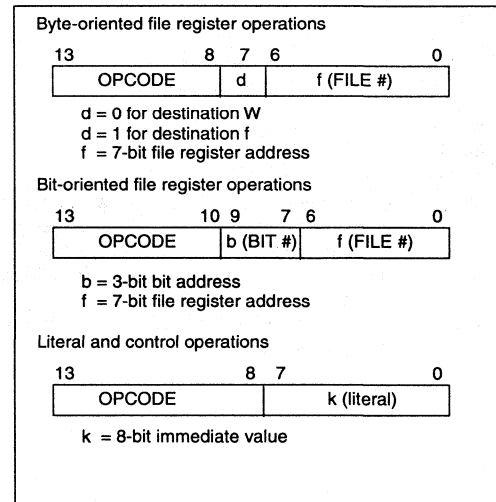 Byte-oriented file register operations
13 8 7 6 0
OPCODE d f (FILE #)
d = 0 for destination W
d = 1 for destination f
f = 7-bit file register address
Bit-oriented file register operations
13 10 9 7 6 0
OPCODE b (BIT #) f (FILE #)
b = 3-bit bit address
f = 7-bit file register address
Literal and control operations
13 8 7 0
OPCODE k (literal)
k = 8-bit immediate value